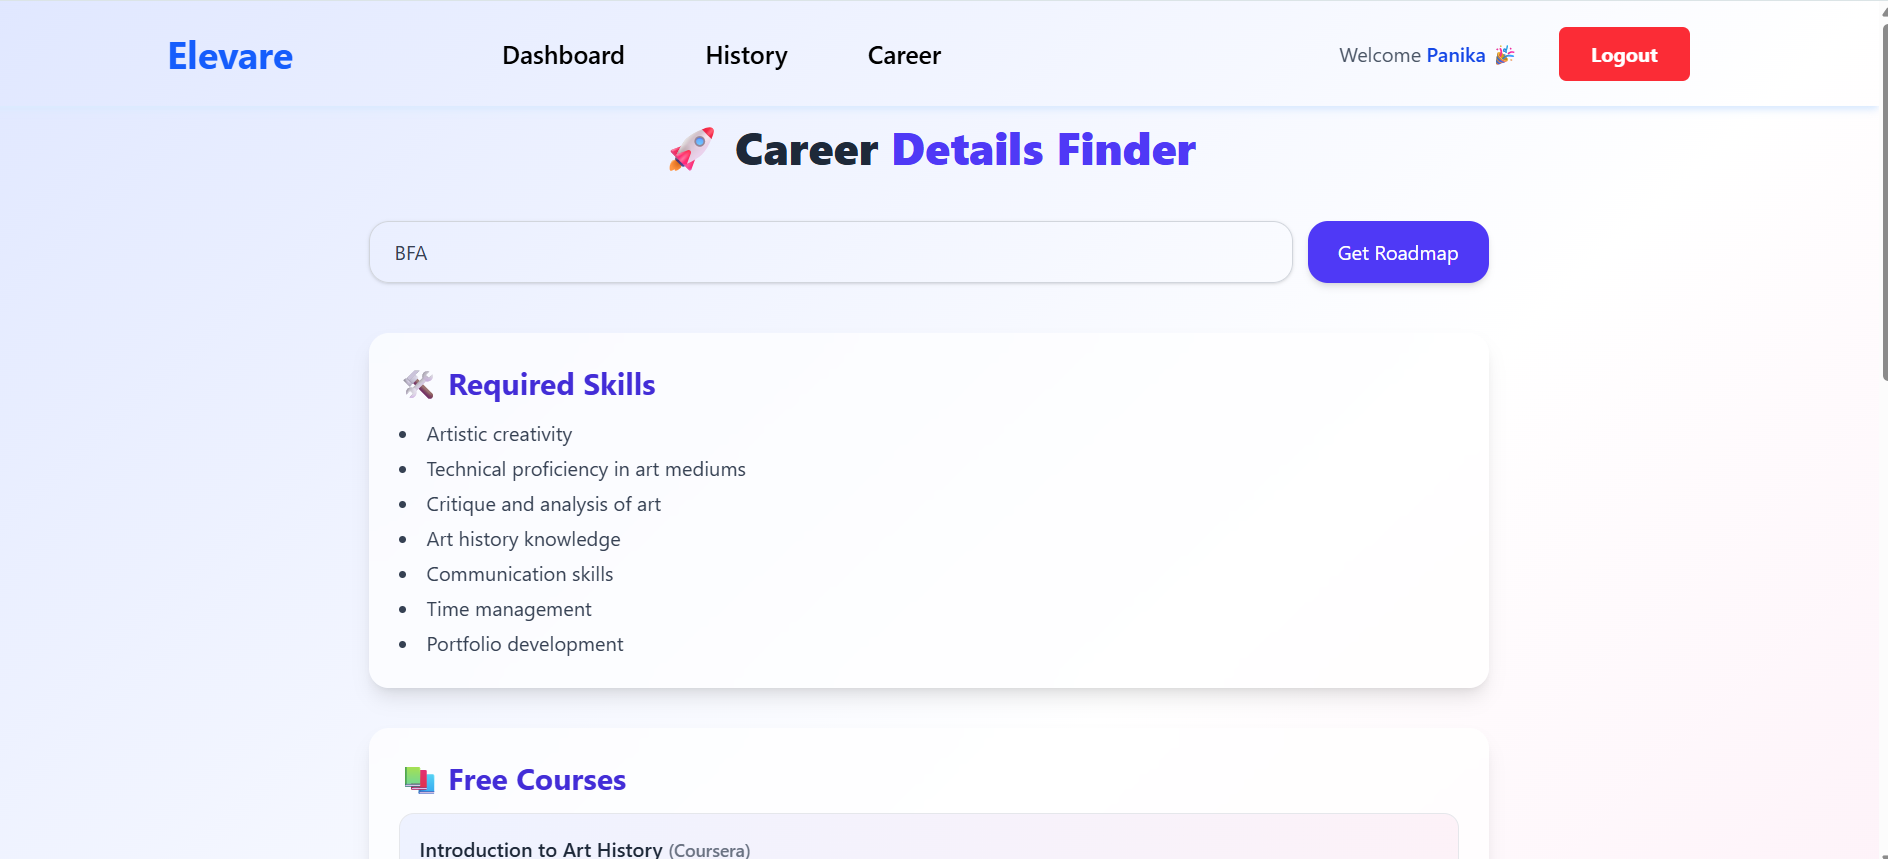 Elevare
Dashboard
History
Career
Welcome Panika 🎉
Logout
🚀 Career Details Finder
BFA
Get Roadmap
🛠️ Required Skills
• Artistic creativity
• Technical proficiency in art mediums
• Critique and analysis of art
• Art history knowledge
• Communication skills
• Time management
• Portfolio development
📚 Free Courses
Introduction to Art History (Coursera)